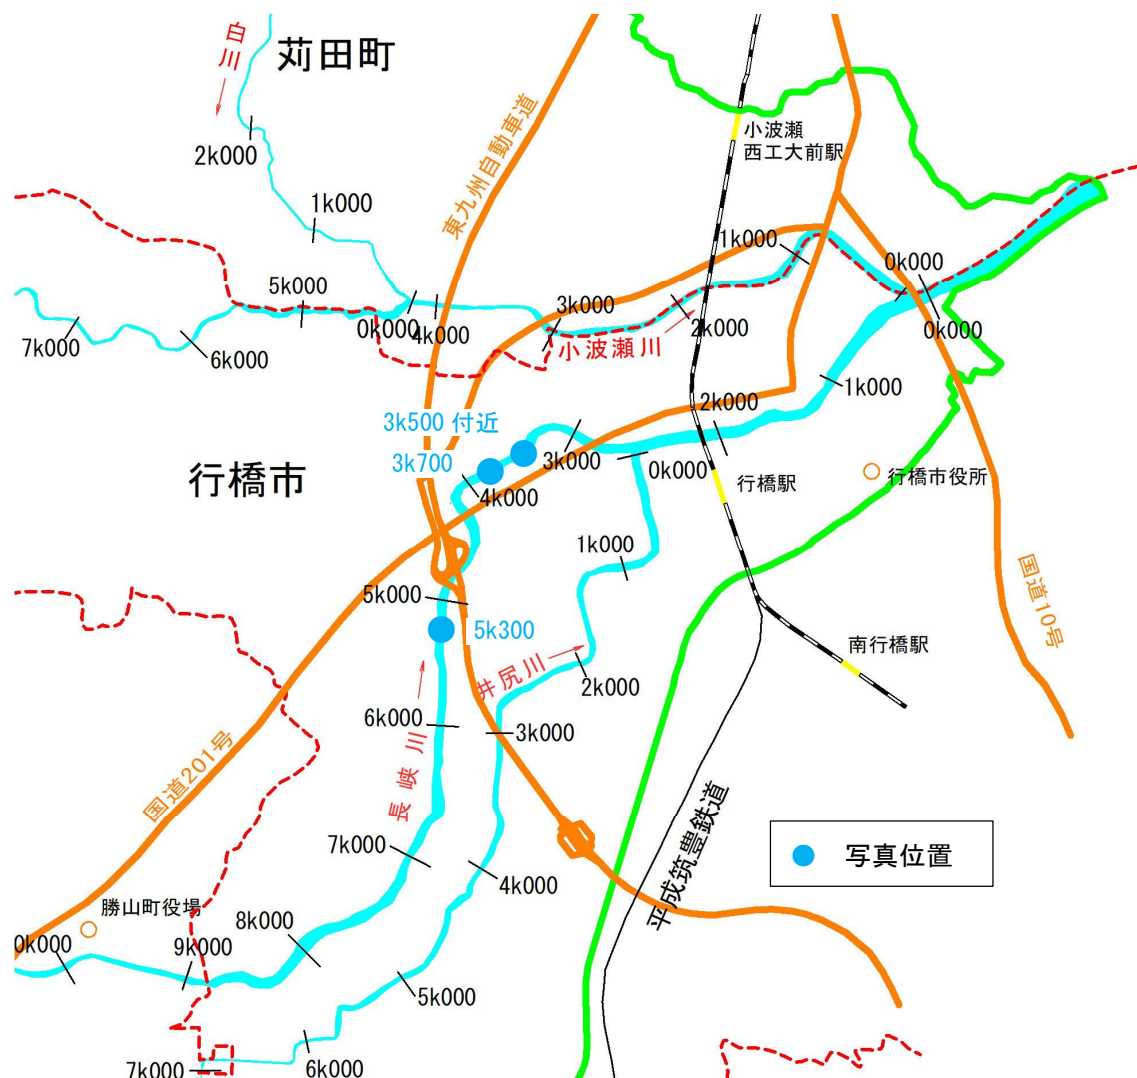 白川
苅田町
2k000
小波瀬
西工大前駅
東九州自動車道
1k000
1k000
5k000
0k000
0k000
4k000
3k000
2k000
0k000
7k000
6k000
小波瀬川
1k000
2k000
3k500 付近
3k700
3k000
0k000
行橋市
4k000
行橋駅
行橋市役所
1k000
国道10号
5k000
5k300
南行橋駅
井尻川
2k000
6k000
3k000
国道201号
長峡川
7k000
4k000
平成筑豊鉄道
写真位置
勝山町役場
8k000
0k000
9k000
5k000
6k000
7k000